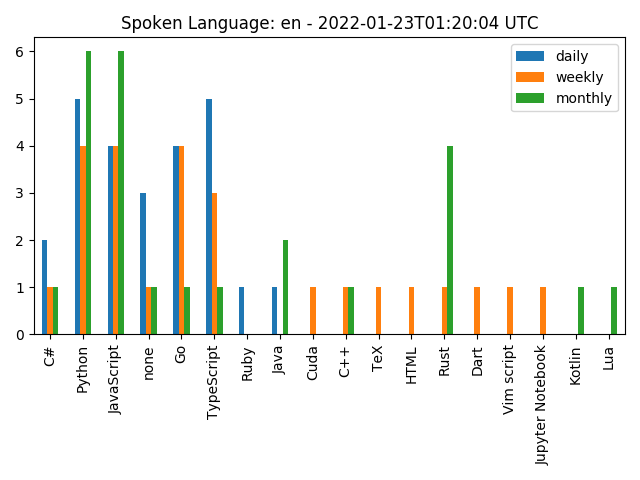 Spoken Language: en - 2022-01-23T01:20:04 UTC
daily
weekly
monthly
6
5
4
3
2
1
0
C#
Python
JavaScript
none
Go
TypeScript
Ruby
Java
Cuda
C++
TeX
HTML
Rust
Dart
Vim script
Jupyter Notebook
Kotlin
Lua